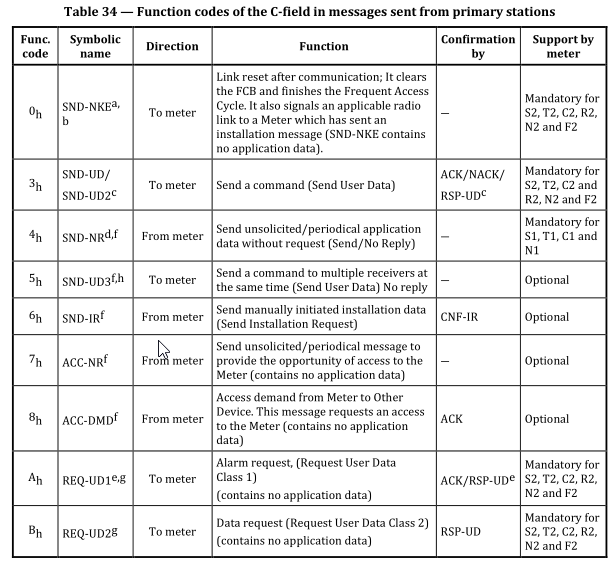 Table 34 — Function codes of the C-field in messages sent from primary stations
Func. code
Symbolic name
Direction
Function
Confirmation by
Support by meter
0h
SND-NKEa, b
To meter
Link reset after communication; It clears
the FCB and finishes the Frequent Access
Cycle. It also signals an applicable radio
link to a Meter which has sent an
installation message (SND-NKE contains
no application data).
—
Mandatory for
S2, T2, C2, R2,
N2 and F2
3h
SND-UD/
SND-UD2c
To meter
Send a command (Send User Data)
ACK/NACK/
RSP-UDc
Mandatory for
S2, T2, C2 and
R2, N2 and F2
4h
SND-NRd,f
From meter
Send unsolicited/periodical application
data without request (Send/No Reply)
—
Mandatory for
S1, T1, C1 and
N1
5h
SND-UD3f,h
To meter
Send a command to multiple receivers at
the same time (Send User Data) No reply
—
Optional
6h
SND-IRf
From meter
Send manually initiated installation data
(Send Installation Request)
CNF-IR
Optional
7h
ACC-NRf
From meter
Send unsolicited/periodical message to
provide the opportunity of access to the
Meter (contains no application data)
—
Optional
8h
ACC-DMDf
From meter
Access demand from Meter to Other
Device. This message requests an access
to the Meter (contains no application
data)
ACK
Optional
Ah
REQ-UD1e,g
To meter
Alarm request, (Request User Data
Class 1)
(contains no application data)
ACK/RSP-UDe
Mandatory for
S2, T2, C2, R2,
N2 and F2
Bh
REQ-UD2g
To meter
Data request (Request User Data Class 2)
(contains no application data)
RSP-UD
Mandatory for
S2, T2, C2, R2,
N2 and F2